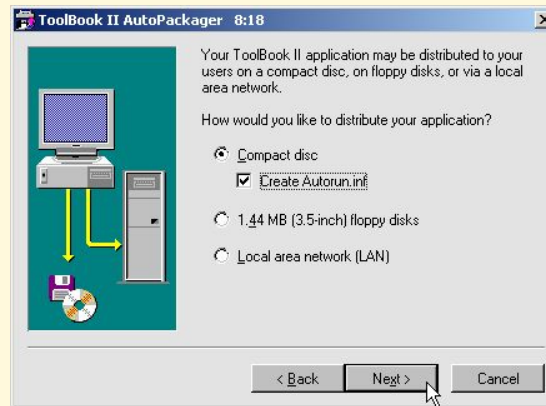 ToolBook II AutoPackager 8:18
Your ToolBook II application may be distributed to your
users on a compact disc, on floppy disks, or via a local
area network.
How would you like to distribute your application?
Compact disc
Create Autorun.inf
1.44 MB (3.5-inch) floppy disks
Local area network (LAN)
< Back Next > Cancel